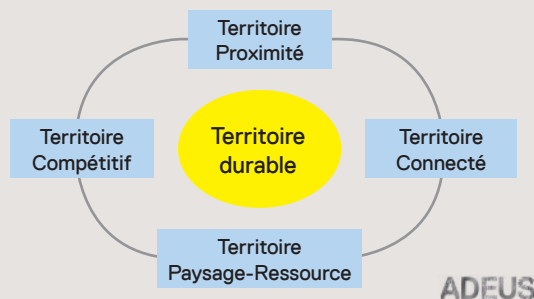 Territoire
Proximité
Territoire
Compétitif
Territoire
durable
Territoire
Connecté
Territoire
Paysage-Ressource
ADEUS